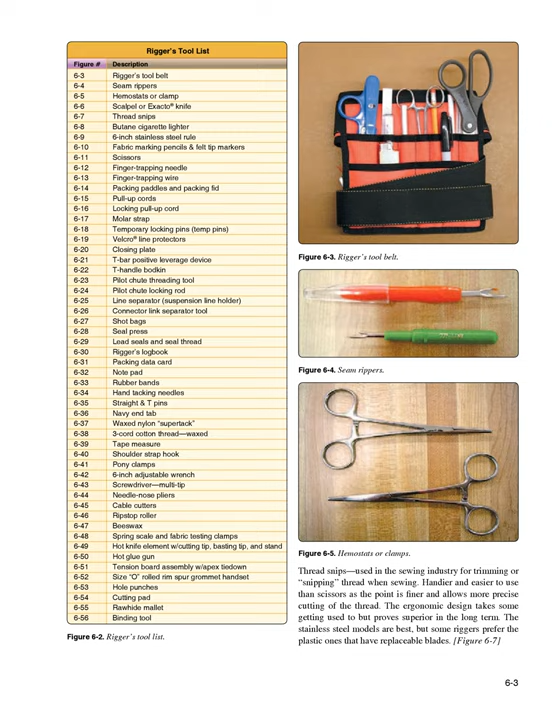 Rigger's Tool List
Figure # Description
6-3 Rigger's tool belt
6-4 Seam rippers
6-5 Hemostats or clamp
6-6 Scalpel or Exacto® knife
6-7 Thread snips
6-8 Butane cigarette lighter
6-9 6-inch stainless steel rule
6-10 Fabric marking pencils & felt tip markers
6-11 Scissors
6-12 Finger-trapping needle
6-13 Finger-trapping wire
6-14 Packing paddles and packing fid
6-15 Pull-up cords
6-16 Locking pull-up cord
6-17 Molar strap
6-18 Temporary locking pins (temp pins)
6-19 Velcro® line protectors
6-20 Closing plate
6-21 T-bar positive leverage device
6-22 T-handle bodkin
6-23 Pilot chute threading tool
6-24 Pilot chute locking rod
6-25 Line separator (suspension line holder)
6-26 Connector link separator tool
6-27 Shot bags
6-28 Seal press
6-29 Lead seals and seal thread
6-30 Rigger's logbook
6-31 Packing data card
6-32 Note pad
6-33 Rubber bands
6-34 Hand tacking needles
6-35 Straight & T pins
6-36 Navy end tab
6-37 Waxed nylon "supertack"
6-38 3-cord cotton thread—waxed
6-39 Tape measure
6-40 Shoulder strap hook
6-41 Pony clamps
6-42 6-inch adjustable wrench
6-43 Screwdriver—multi-tip
6-44 Needle-nose pliers
6-45 Cable cutters
6-46 Ripstop roller
6-47 Beeswax
6-48 Spring scale and fabric testing clamps
6-49 Hot knife element w/cutting tip, basting tip, and stand
6-50 Hot glue gun
6-51 Tension board assembly w/apex tiedown
6-52 Size "O" rolled rim spur grommet handset
6-53 Hole punches
6-54 Cutting pad
6-55 Rawhide mallet
6-56 Binding tool
Figure 6-2. Rigger's tool list.
Figure 6-3. Rigger's tool belt.
Figure 6-4. Seam rippers.
Figure 6-5. Hemostats or clamps.
Thread snips—used in the sewing industry for trimming or
"snipping" thread when sewing. Handier and easier to use
than scissors as the point is finer and allows more precise
cutting of the thread. The ergonomic design takes some
getting used to but proves superior in the long term. The
stainless steel models are best, but some riggers prefer the
plastic ones that have replaceable blades. [Figure 6-7]
6-3